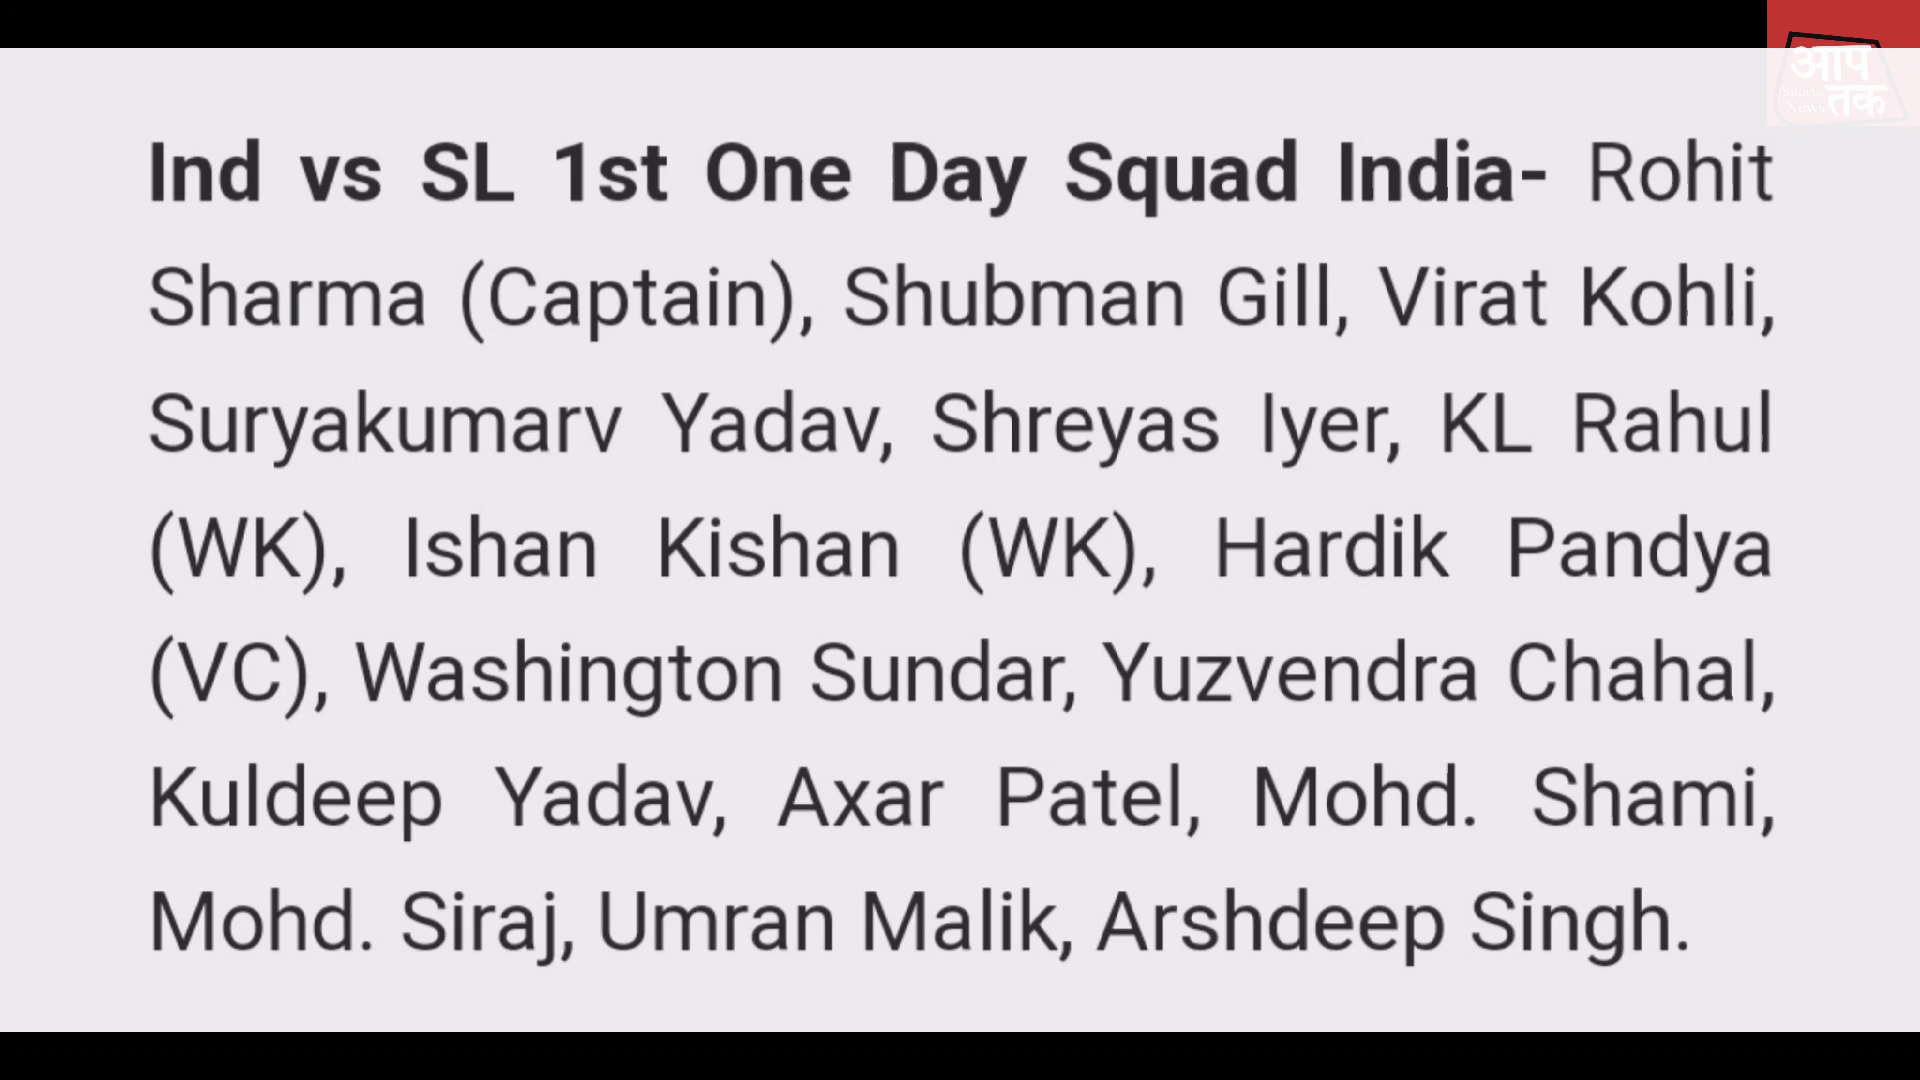 आप
Sports
News तक
Ind vs SL 1st One Day Squad India- Rohit
Sharma (Captain), Shubman Gill, Virat Kohli,
Suryakumarv Yadav, Shreyas Iyer, KL Rahul
(WK), Ishan Kishan (WK), Hardik Pandya
(VC), Washington Sundar, Yuzvendra Chahal,
Kuldeep Yadav, Axar Patel, Mohd. Shami,
Mohd. Siraj, Umran Malik, Arshdeep Singh.